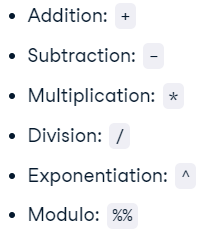 • Addition: +
• Subtraction: -
• Multiplication: *
• Division: /
• Exponentiation: ^
• Modulo: %%